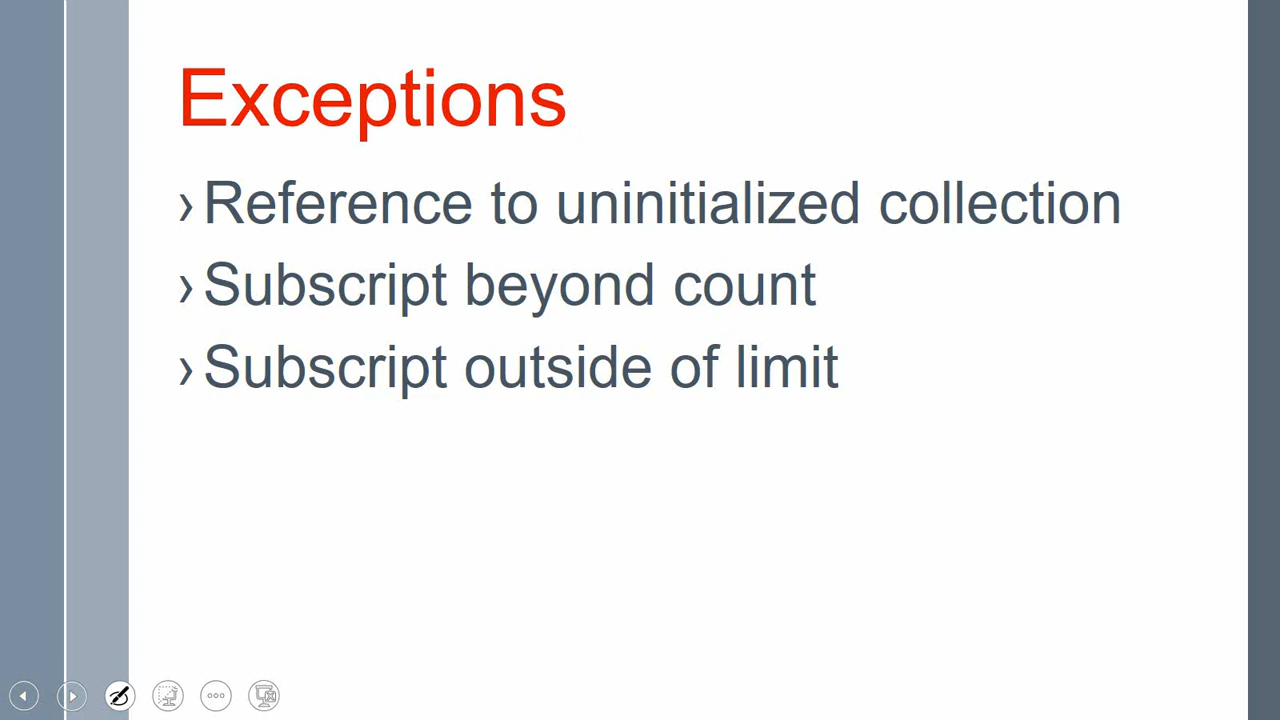 Exceptions
› Reference to uninitialized collection
› Subscript beyond count
› Subscript outside of limit